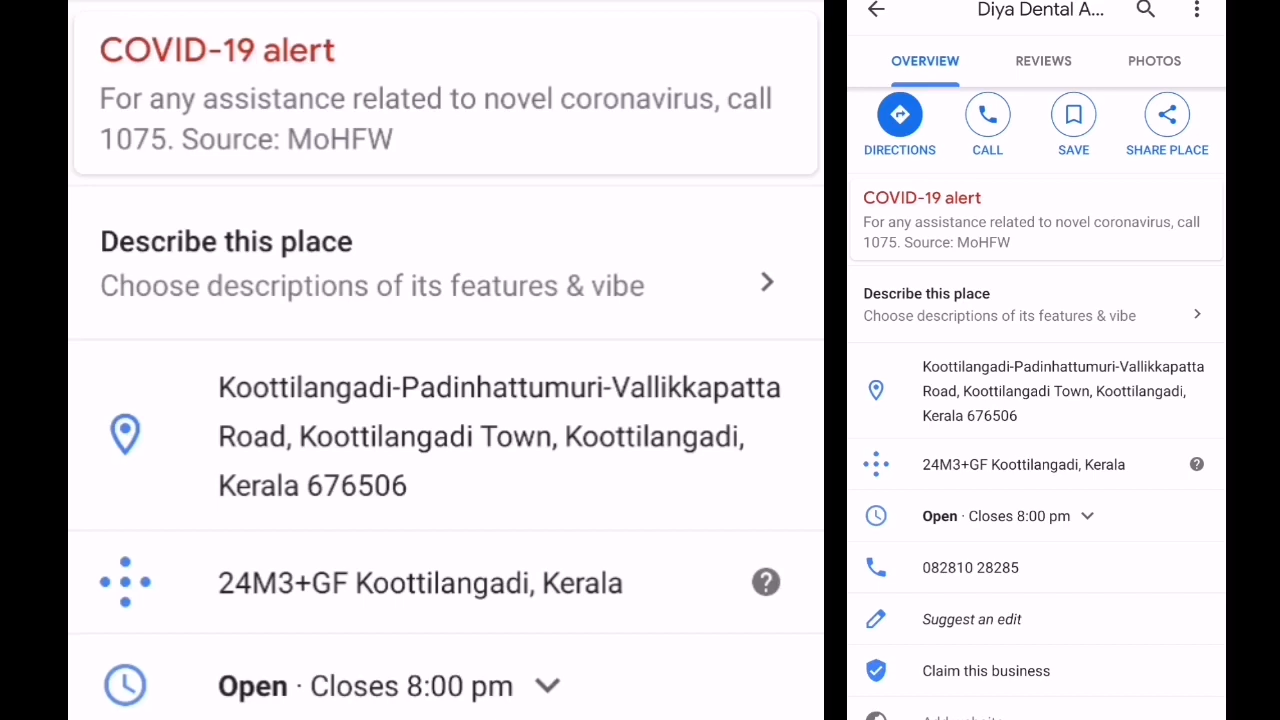 COVID-19 alert
For any assistance related to novel coronavirus, call
1075. Source: MoHFW
Describe this place
Choose descriptions of its features & vibe
Koottilangadi-Padinhattumuri-Vallikkapatta
Road, Koottilangadi Town, Koottilangadi,
Kerala 676506
24M3+GF Koottilangadi, Kerala
Open · Closes 8:00 pm
Diya Dental A...
OVERVIEW REVIEWS PHOTOS
DIRECTIONS CALL SAVE SHARE PLACE
COVID-19 alert
For any assistance related to novel coronavirus, call
1075. Source: MoHFW
Describe this place
Choose descriptions of its features & vibe
Koottilangadi-Padinhattumuri-Vallikkapatta
Road, Koottilangadi Town, Koottilangadi,
Kerala 676506
24M3+GF Koottilangadi, Kerala
Open · Closes 8:00 pm
082810 28285
Suggest an edit
Claim this business